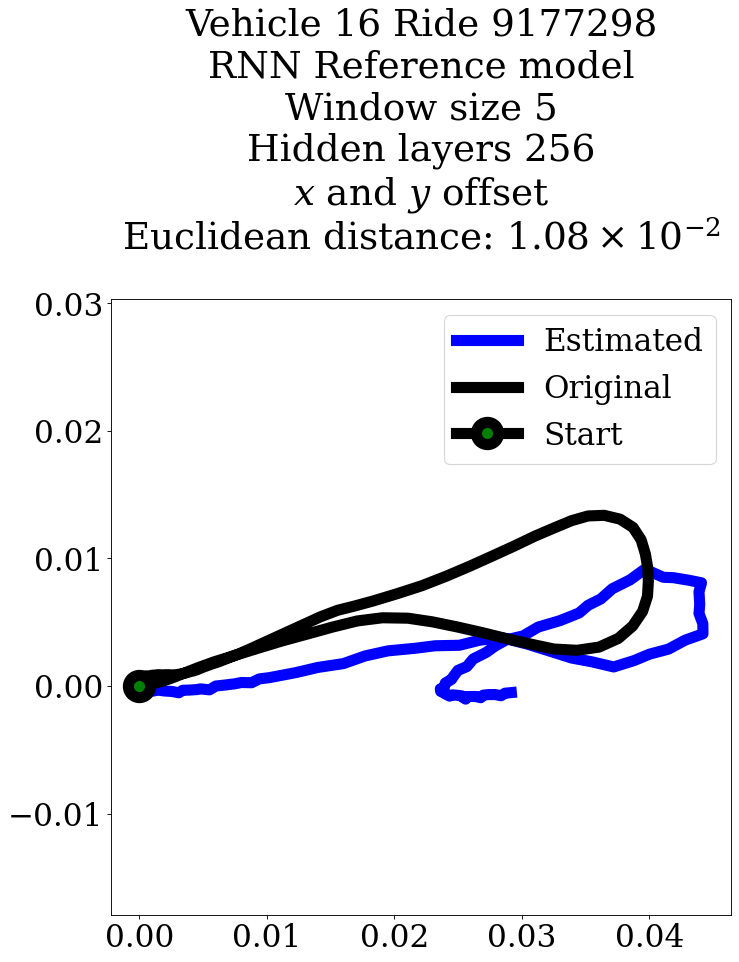 Vehicle 16 Ride 9177298
RNN Reference model
Window size 5
Hidden layers 256
x and y offset
Euclidean distance: 1.08 × 10⁻²
0.03
Estimated
Original
Start
0.02
0.01
0.00
−0.01
0.00 0.01 0.02 0.03 0.04